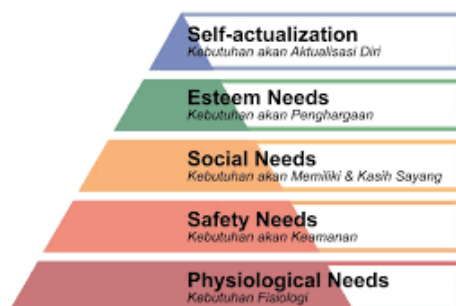 Self-actualization
Kebutuhan akan Aktualisasi Diri
Esteem Needs
Kebutuhan akan Penghargaan
Social Needs
Kebutuhan akan Memiliki & Kasih Sayang
Safety Needs
Kebutuhan akan Keamanan
Physiological Needs
Kebutuhan Fisiologi